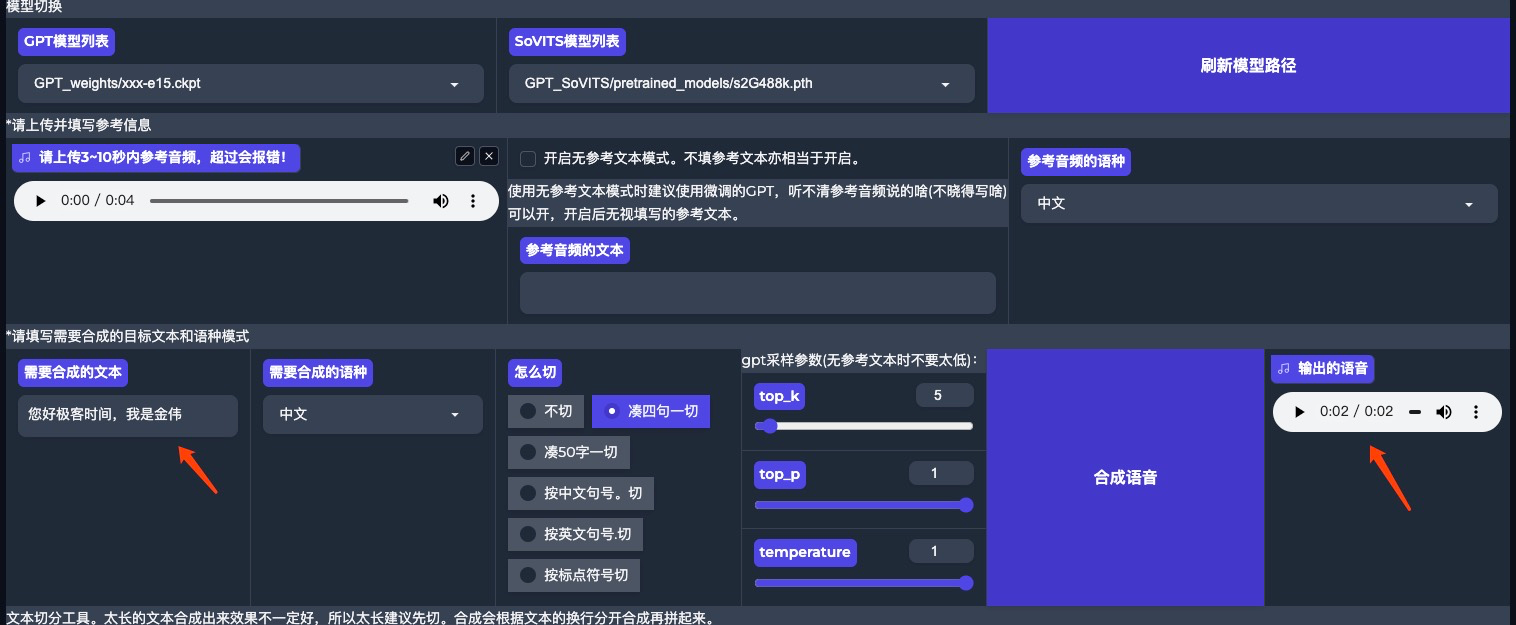 模型切换
GPT模型列表
GPT_weights/xxx-e15.ckpt
SoVITS模型列表
GPT_SoVITS/pretrained_models/s2G488k.pth
刷新模型路径
*请上传并填写参考信息
请上传3~10秒内参考音频，超过会报错！
0:00 / 0:04
开启无参考文本模式。不填参考文本亦相当于开启。
使用无参考文本模式时建议使用微调的GPT，听不清参考音频说的啥(不晓得写啥)
可以开，开启后无视填写的参考文本。
参考音频的文本
参考音频的语种
中文
*请填写需要合成的目标文本和语种模式
需要合成的文本
您好极客时间，我是金伟
需要合成的语种
中文
怎么切
不切
凑四句一切
凑50字一切
按中文句号。切
按英文句号.切
按标点符号切
gpt采样参数(无参考文本时不要太低)：
top_k
5
top_p
1
temperature
1
合成语音
输出的语音
0:02 / 0:02
文本切分工具。太长的文本合成出来效果不一定好，所以太长建议先切。合成会根据文本的换行分开合成再拼起来。